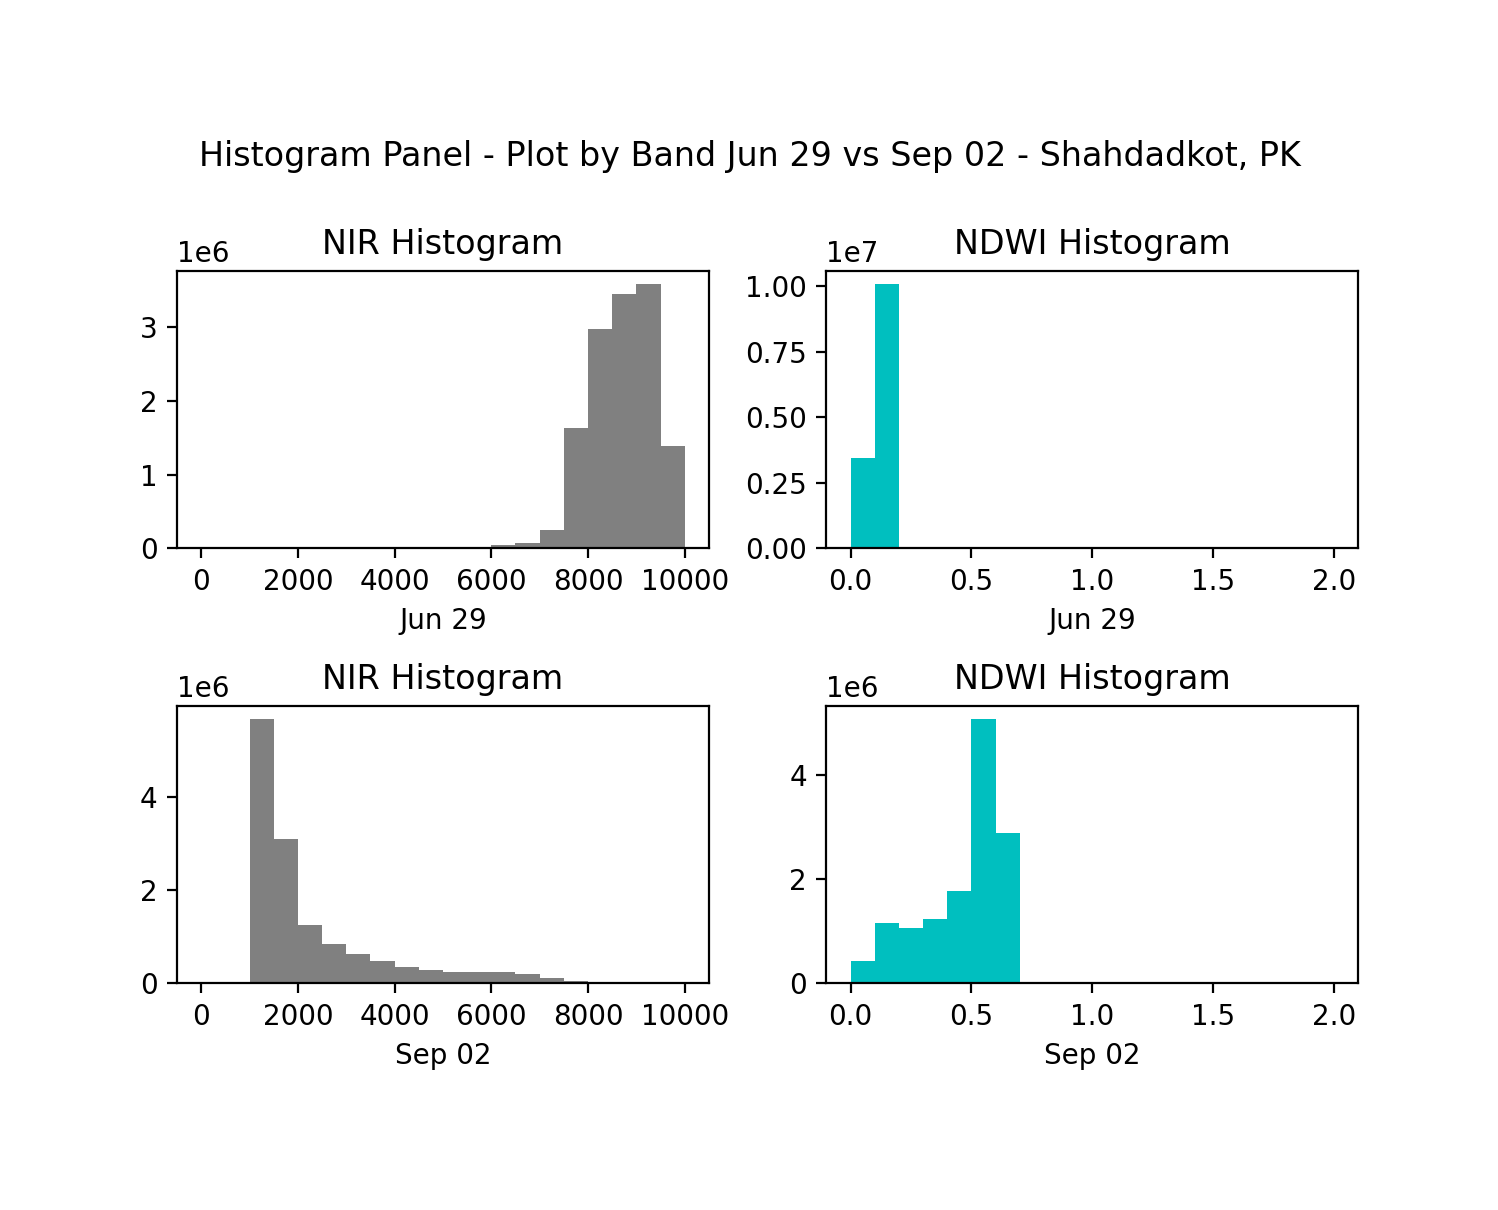 Histogram Panel - Plot by Band Jun 29 vs Sep 02 - Shahdadkot, PK
NIR Histogram
1e6
3
2
1
0
0 2000 4000 6000 8000 10000
Jun 29
NDWI Histogram
1e7
1.00
0.75
0.50
0.25
0.00
0.0 0.5 1.0 1.5 2.0
Jun 29
NIR Histogram
1e6
4
2
0
0 2000 4000 6000 8000 10000
Sep 02
NDWI Histogram
1e6
4
2
0
0.0 0.5 1.0 1.5 2.0
Sep 02